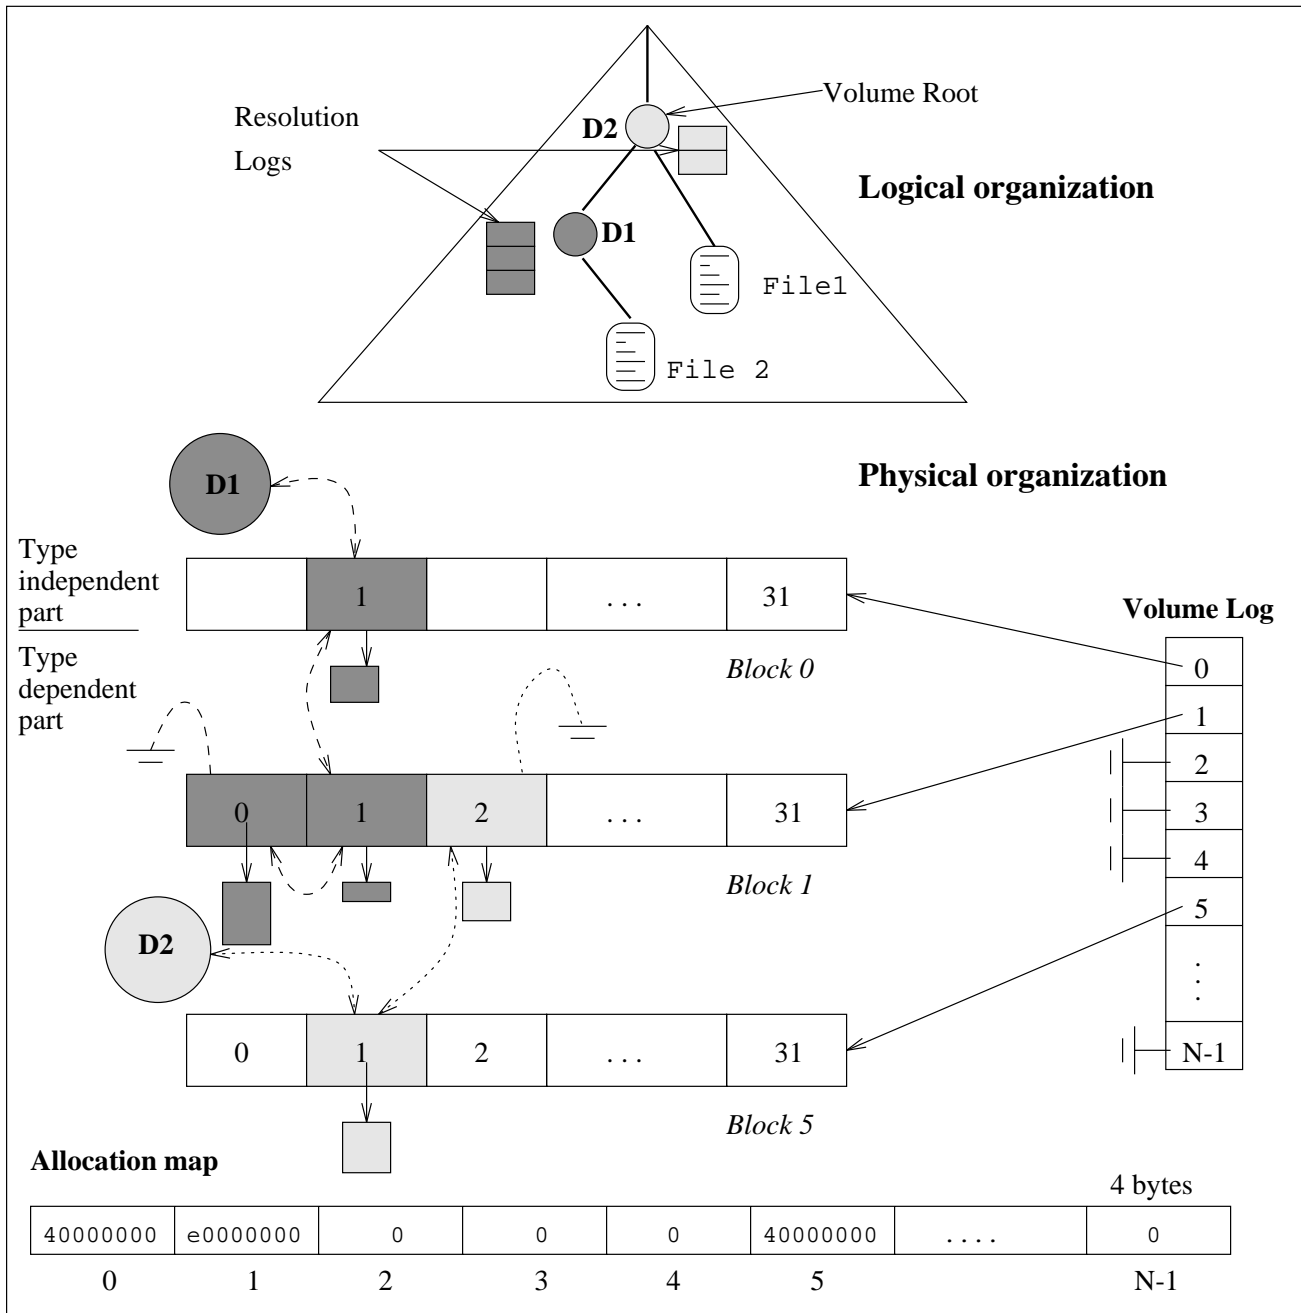 Volume Root
Resolution
Logs
D2
Logical organization
D1
File1
File 2
Physical organization
D1
Type
independent
part
1
. . .
31
Block 0
Type
dependent
part
Volume Log
0
1
2
3
4
5
.
.
.
N-1
0
1
2
. . .
31
Block 1
D2
0
1
2
. . .
31
Block 5
Allocation map
4 bytes
40000000 e0000000 0 0 0 40000000 .... 0
0 1 2 3 4 5 N-1